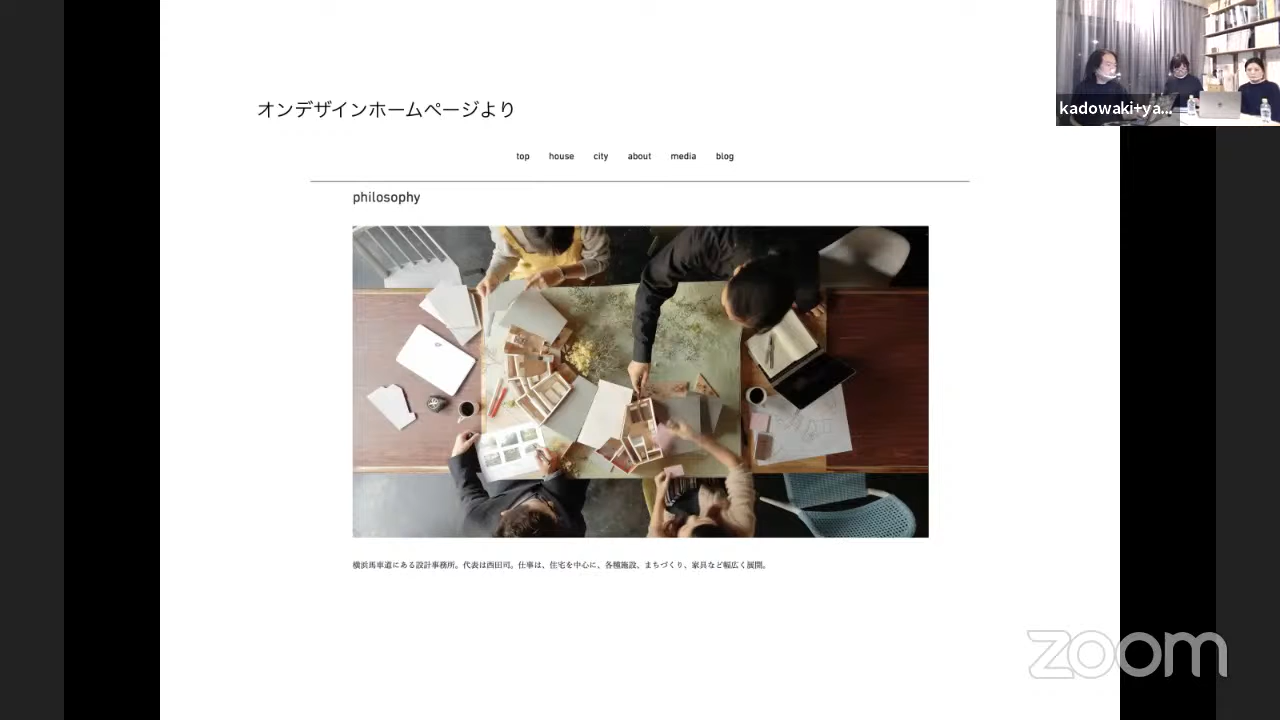 オンデザインホームページより
kadowaki+ya...
top house city about media blog
philosophy
横浜馬車道にある設計事務所。代表は西田司。仕事は、住宅を中心に、各種施設、まちづくり、家具など幅広く展開。
zoom